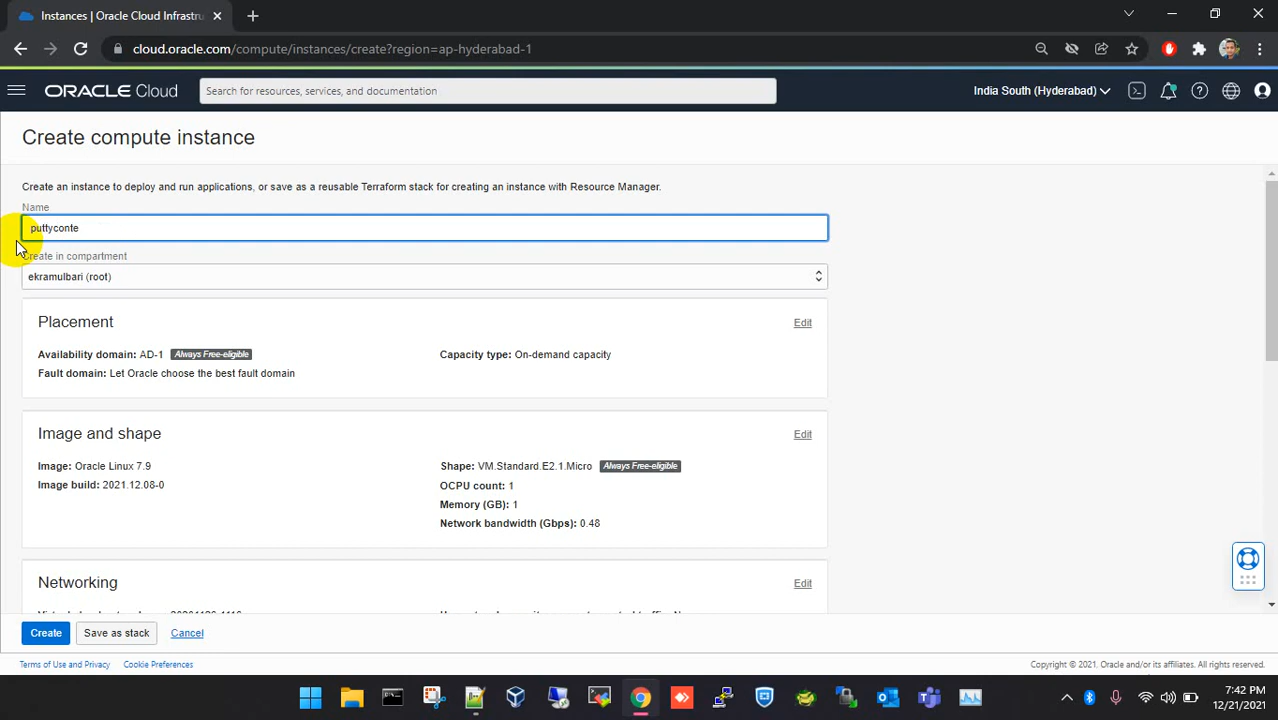 Instances | Oracle Cloud Infrastru
cloud.oracle.com/compute/instances/create?region=ap-hyderabad-1
ORACLE Cloud
Search for resources, services, and documentation
India South (Hyderabad)
Create compute instance
Create an instance to deploy and run applications, or save as a reusable Terraform stack for creating an instance with Resource Manager.
Name
puttyconte
Create in compartment
ekramulbari (root)
Placement
Edit
Availability domain: AD-1 Always Free-eligible
Capacity type: On-demand capacity
Fault domain: Let Oracle choose the best fault domain
Image and shape
Edit
Image: Oracle Linux 7.9
Shape: VM.Standard.E2.1.Micro Always Free-eligible
Image build: 2021.12.08-0
OCPU count: 1
Memory (GB): 1
Network bandwidth (Gbps): 0.48
Networking
Edit
Create
Save as stack
Cancel
Terms of Use and Privacy
Cookie Preferences
Copyright © 2021, Oracle and/or its affiliates. All rights reserved.
7:42 PM
12/21/2021